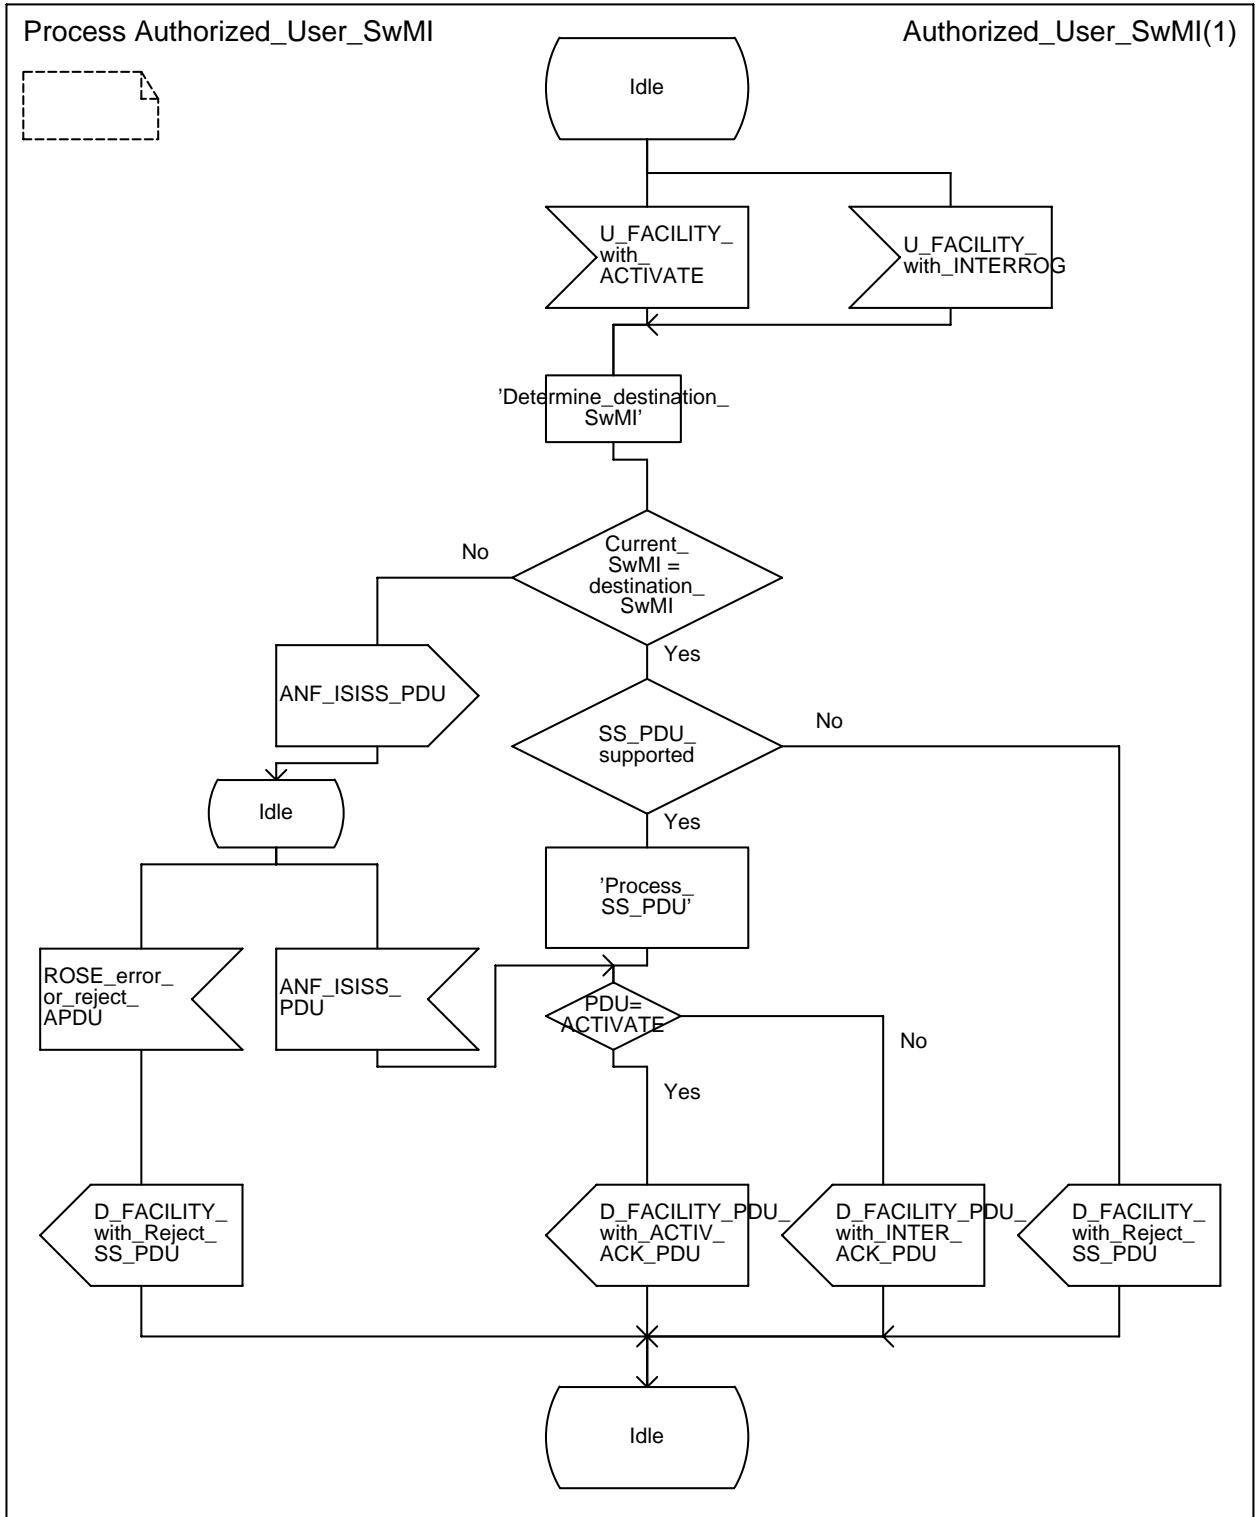 Process Authorized_User_SwMI
Authorized_User_SwMI(1)
Idle
U_FACILITY_
with_
ACTIVATE
U_FACILITY_
with_INTERROG
’Determine_destination_
SwMI’
Current_
SwMI =
destination_
SwMI
No
Yes
ANF_ISISS_PDU
SS_PDU_
supported
No
Yes
Idle
’Process_
SS_PDU’
ROSE_error_
or_reject_
APDU
ANF_ISISS_
PDU
PDU=
ACTIVATE
No
Yes
D_FACILITY_
with_Reject_
SS_PDU
D_FACILITY_PDU_
with_ACTIV_
ACK_PDU
D_FACILITY_PDU_
with_INTER_
ACK_PDU
D_FACILITY_
with_Reject_
SS_PDU
Idle